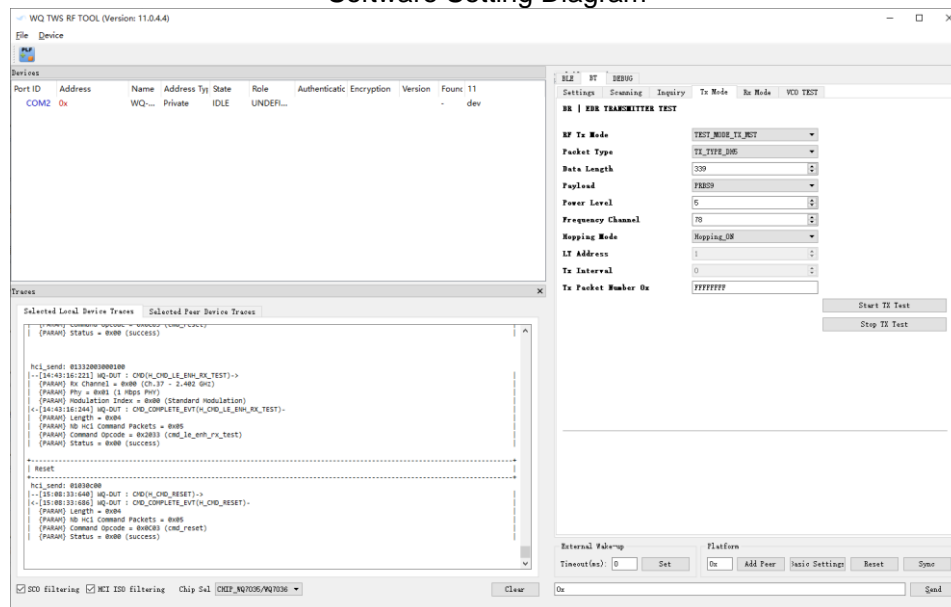 Software Setting Diagram
WQ TWS RF TOOL (Version: 11.0.4.4)
File Device
Devices
Port ID Address Name Address Typ State Role Authenticatic Encryption Version Found 11
COM2 0x WQ-... Private IDLE UNDEFI... - dev
BLE BT DEBUG
Settings Scanning Inquiry Tx Mode Rx Mode VCO TEST
BR | EDR TRANSMITTER TEST
RF Tx Mode TEST_MODE_TX_MST
Packet Type TX_TYPE_DH5
Data Length 339
Payload PRBS9
Power Level 5
Frequency Channel 78
Hopping Mode Hopping_ON
LT Address 1
Tx Interval 0
Tx Packet Number 0x FFFFFFFF
Start TX Test
Stop TX Test
Traces
Selected Local Device Traces Selected Peer Device Traces
| {PARAM} Command Opcode = 0x0C03 (cmd_reset)
| {PARAM} Status = 0x00 (success)
hci_send: 01332003000100
|--[14:43:16:221] WQ-DUT : CMD(H_CMD_LE_ENH_RX_TEST)->
| {PARAM} Rx Channel = 0x00 (Ch.37 - 2.402 GHz)
| {PARAM} Phy = 0x01 (1 Mbps PHY)
| {PARAM} Modulation Index = 0x00 (Standard Modulation)
|<-[14:43:16:244] WQ-DUT : CMD_COMPLETE_EVT(H_CMD_LE_ENH_RX_TEST)-
| {PARAM} Length = 0x04
| {PARAM} Nb Hci Command Packets = 0x05
| {PARAM} Command Opcode = 0x2033 (cmd_le_enh_rx_test)
| {PARAM} Status = 0x00 (success)
| Reset
hci_send: 01030c00
|--[15:08:33:640] WQ-DUT : CMD(H_CMD_RESET)->
|<-[15:08:33:686] WQ-DUT : CMD_COMPLETE_EVT(H_CMD_RESET)-
| {PARAM} Length = 0x04
| {PARAM} Nb Hci Command Packets = 0x05
| {PARAM} Command Opcode = 0x0C03 (cmd_reset)
| {PARAM} Status = 0x00 (success)
External Wake-up Platform
Timeout(ms): 0 Set 0x Add Peer Basic Settings Reset Sync
SCO filtering HCI ISO filtering Chip Sel CHIP_WQ7035/WQ7036 Clear 0x Send